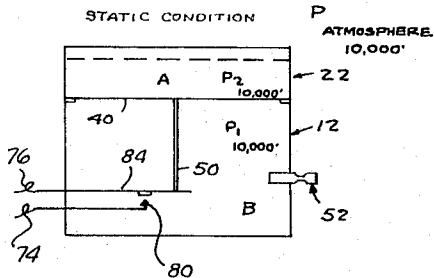 STATIC CONDITION
P
ATMOSPHERE
10,000'
A P2 10,000'
22
40
P1
10,000'
12
76
84
50
B
52
74
80